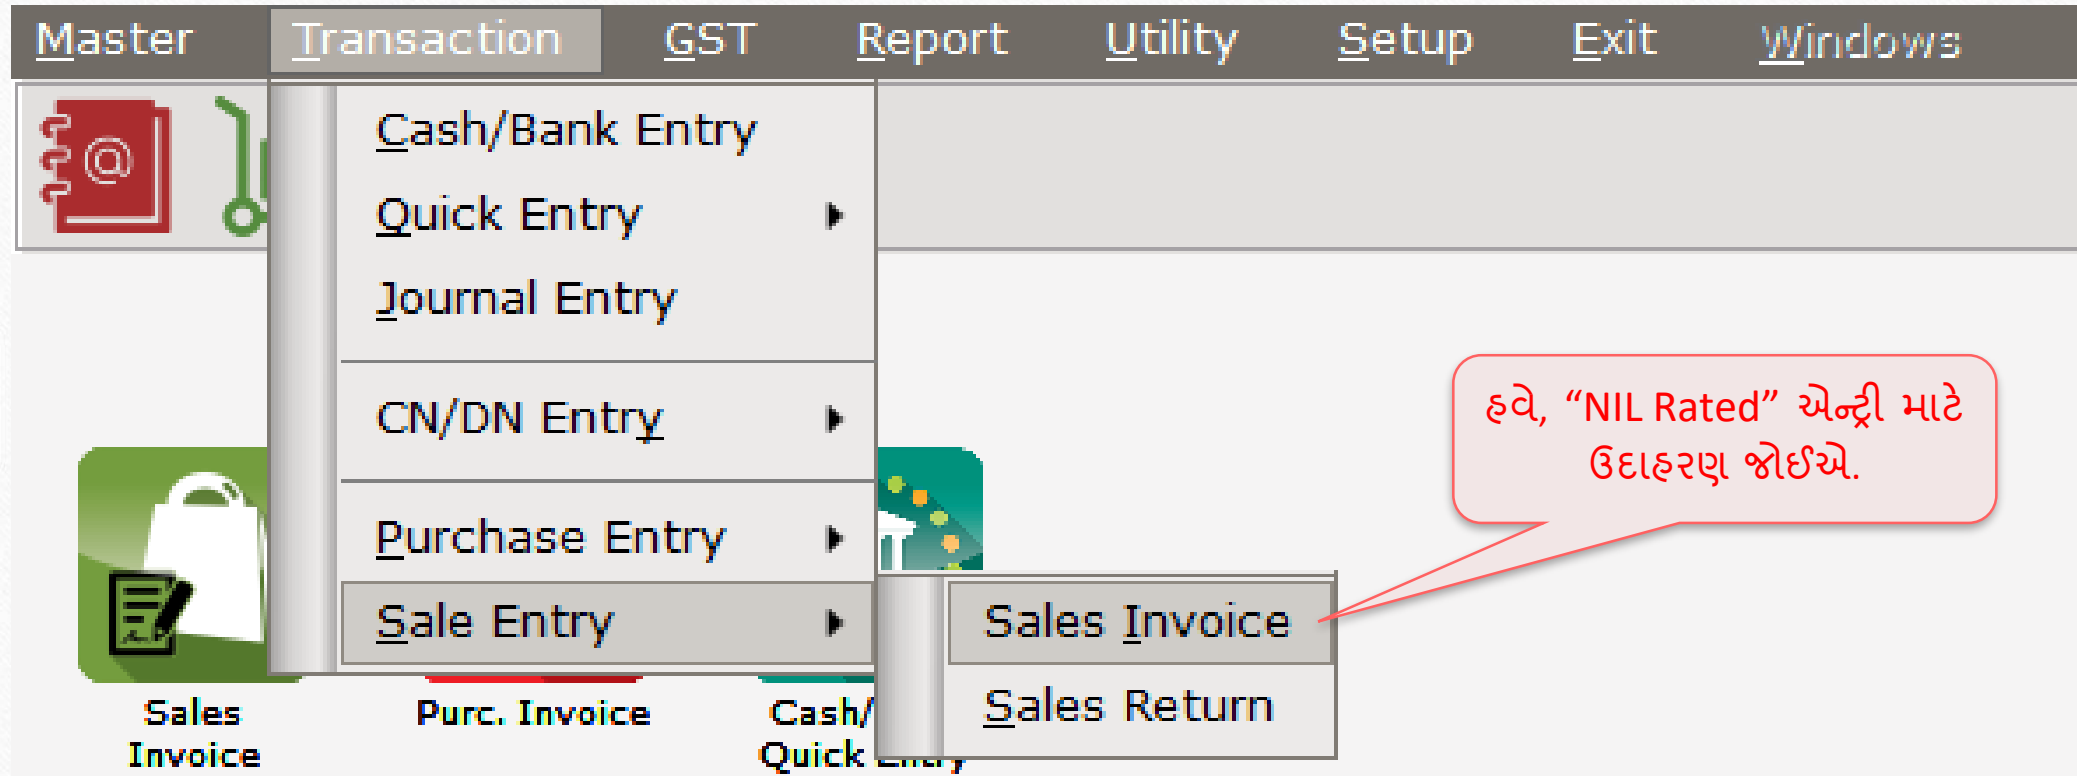 Master Transaction GST Report Utility Setup Exit Windows
@
Cash/Bank Entry
Quick Entry
Journal Entry
CN/DN Entry
Purchase Entry
Sale Entry
હવે, “NIL Rated” એન્ટ્રી માટે
ઉદાહરણ જોઈએ.
Sales Invoice
Sales Return
Sales
Invoice
Purc. Invoice
Cash/
Quick